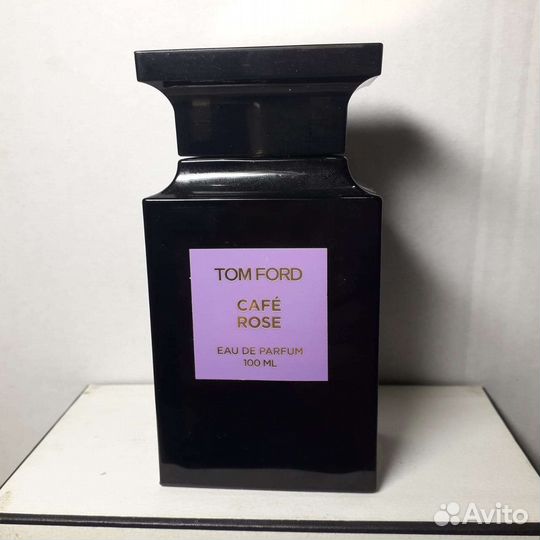 TOM FORD
CAFÉ
ROSE
EAU DE PARFUM
100 ML
Avito